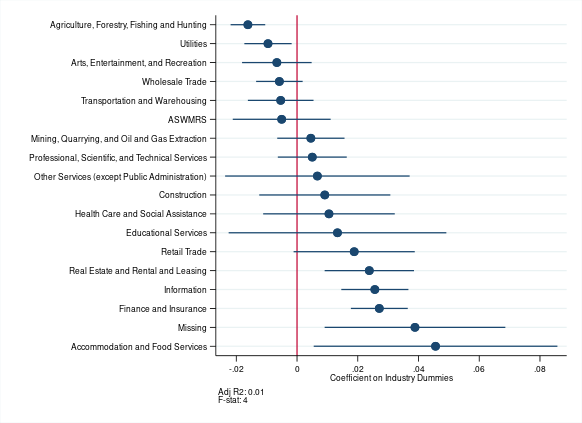 Agriculture, Forestry, Fishing and Hunting
Utilities
Arts, Entertainment, and Recreation
Wholesale Trade
Transportation and Warehousing
ASWMRS
Mining, Quarrying, and Oil and Gas Extraction
Professional, Scientific, and Technical Services
Other Services (except Public Administration)
Construction
Health Care and Social Assistance
Educational Services
Retail Trade
Real Estate and Rental and Leasing
Information
Finance and Insurance
Missing
Accommodation and Food Services
-.02 0 .02 .04 .06 .08
Coefficient on Industry Dummies
Adj R2: 0.01
F-stat: 4